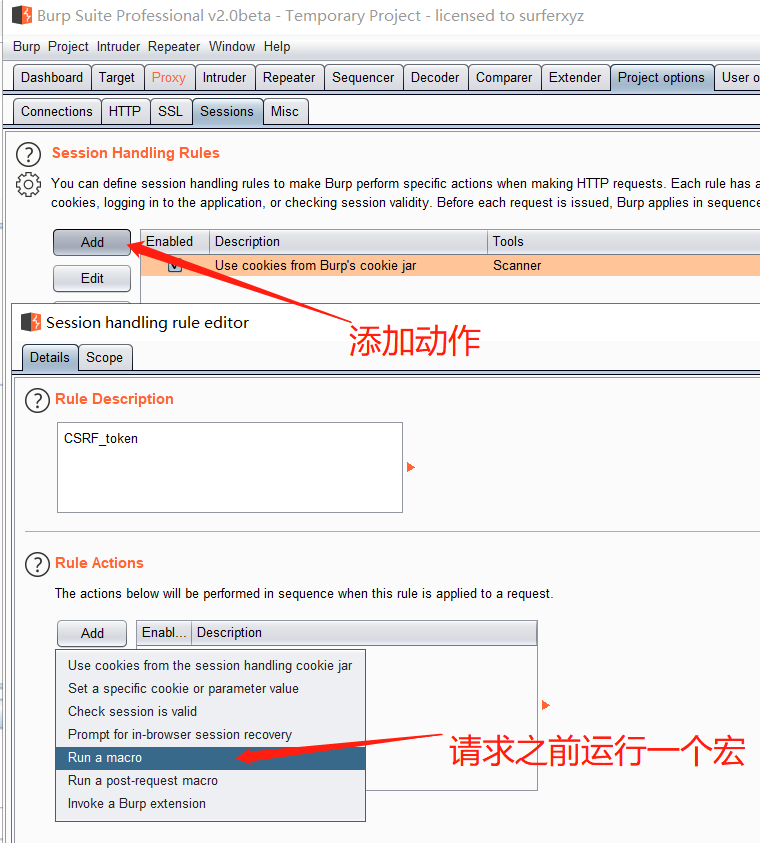 Burp Suite Professional v2.0beta - Temporary Project - licensed to surferxyz
Burp Project Intruder Repeater Window Help
Dashboard Target Proxy Intruder Repeater Sequencer Decoder Comparer Extender Project options User o
Connections HTTP SSL Sessions Misc
? Session Handling Rules
You can define session handling rules to make Burp perform specific actions when making HTTP requests. Each rule has a
cookies, logging in to the application, or checking session validity. Before each request is issued, Burp applies in sequence
Add Enabled Description Tools
Use cookies from Burp's cookie jar Scanner
Edit
添加动作
Session handling rule editor
Details Scope
? Rule Description
CSRF_token
? Rule Actions
The actions below will be performed in sequence when this rule is applied to a request.
Add Enabl... Description
Use cookies from the session handling cookie jar
Set a specific cookie or parameter value
Check session is valid
Prompt for in-browser session recovery
Run a macro
请求之前运行一个宏
Run a post-request macro
Invoke a Burp extension